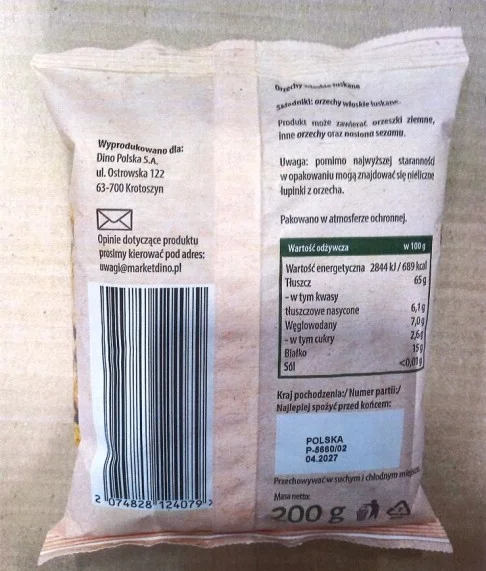 Wyprodukowano dla:
Dino Polska S.A.
ul. Ostrowska 122
63-700 Krotoszyn
Opinie dotyczące produktu
prosimy kierować pod adres:
uwagi@marketdino.pl
2 074828 124079 >
Orzechy włoskie łuskane
Składniki: orzechy włoskie łuskane.
Produkt może zawierać orzeszki ziemne,
inne orzechy oraz nasiona sezamu.
Uwaga: pomimo najwyższej staranności
w opakowaniu mogą znajdować się nieliczne
łupinki z orzecha.
Pakowano w atmosferze ochronnej.
Wartość odżywcza w 100 g
Wartość energetyczna 2844 kJ / 689 kcal
Tłuszcz 65 g
- w tym kwasy
tłuszczowe nasycone 6,1 g
Węglowodany 7,0 g
- w tym cukry 2,6 g
Białko 15 g
Sól <0,01 g
Kraj pochodzenia:/ Numer partii:/
Najlepiej spożyć przed końcem:
POLSKA
P-5660/02
04.2027
Przechowywać w suchym i chłodnym miejscu.
Masa netto:
200 g